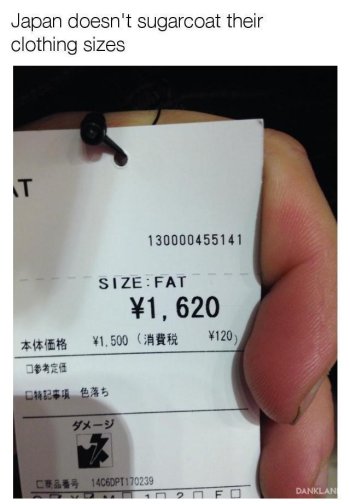 Japan doesn't sugarcoat their
clothing sizes
AT
130000455141
SIZE:FAT
¥1,620
本体価格 ¥1,500 (消費税 ¥120)
□参考定価
□特記事項 色落ち
ダメージ
□商品番号 14C6DPT170239
DANKLAN